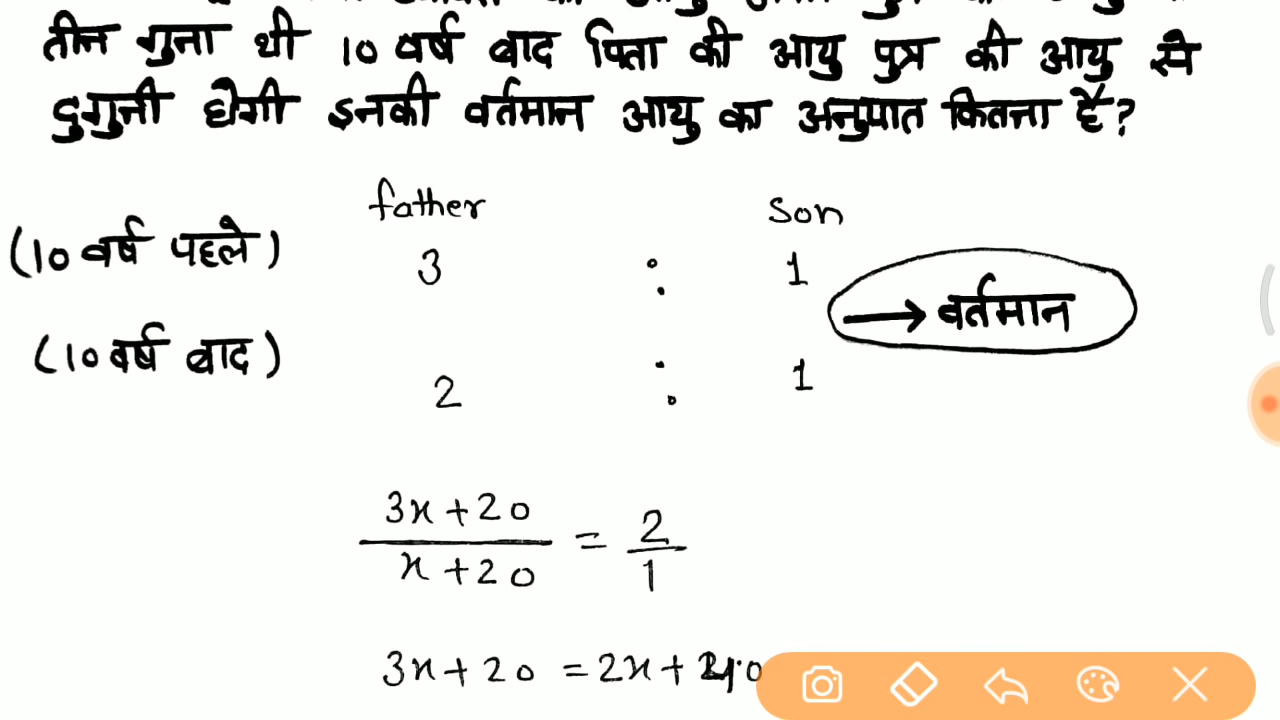 तीन गुना थी 10 वर्ष बाद पिता की आयु पुत्र की आयु से
दुगुनी होगी इनकी वर्तमान आयु का अनुपात कितना है?
father son
(10 वर्ष पहले) 3 : 1
→ वर्तमान
(10 वर्ष बाद) 2 : 1
3x+20 / x+20 = 2 / 1
3x+20 = 2x+40